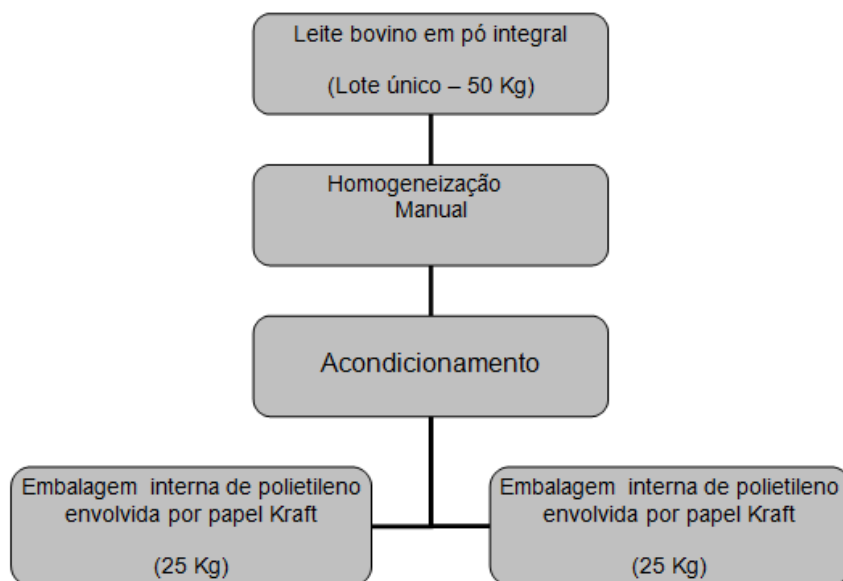 Leite bovino em pó integral
(Lote único – 50 Kg)
Homogeneização
Manual
Acondicionamento
Embalagem interna de polietileno
envolvida por papel Kraft
(25 Kg)
Embalagem interna de polietileno
envolvida por papel Kraft
(25 Kg)